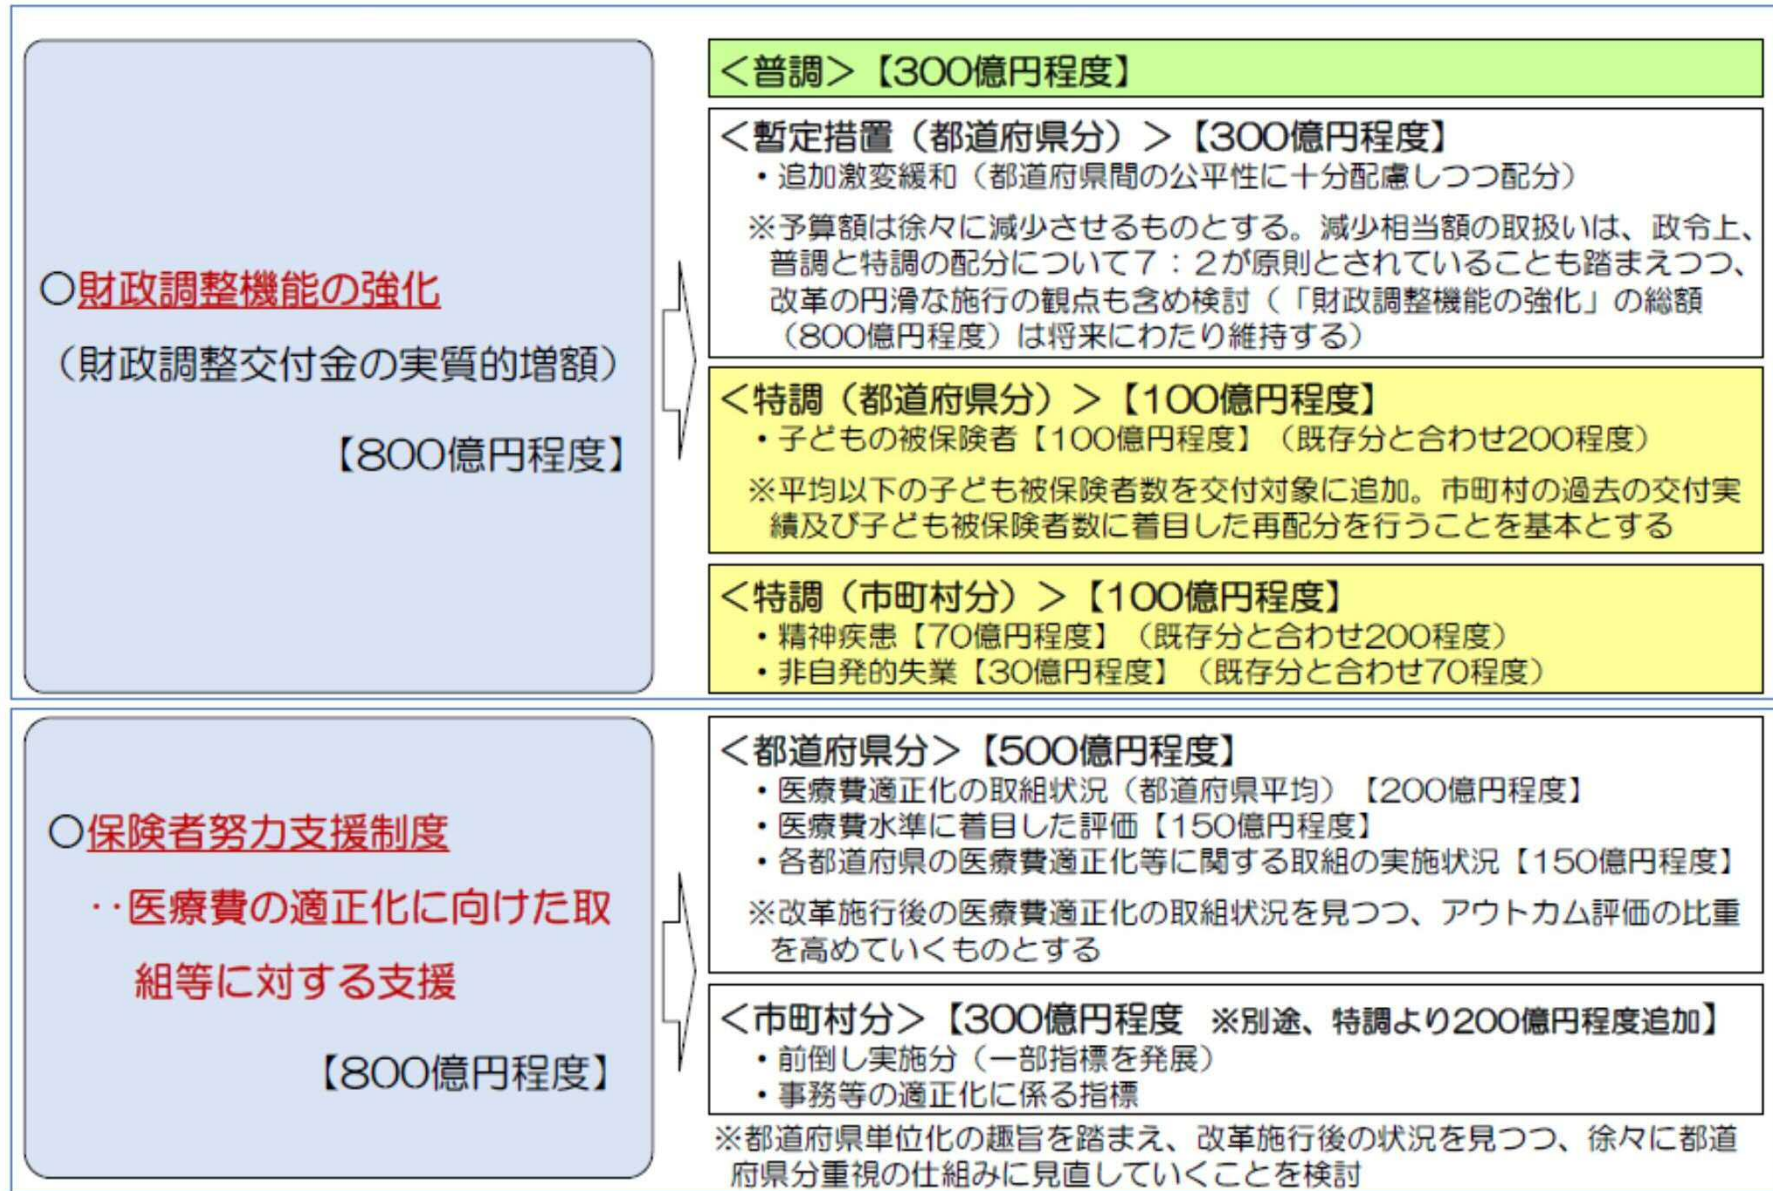 〇財政調整機能の強化
（財政調整交付金の実質的増額）
【800億円程度】
＜普調＞【300億円程度】
＜暫定措置（都道府県分）＞【300億円程度】
・追加激変緩和（都道府県間の公平性に十分配慮しつつ配分）
※予算額は徐々に減少させるものとする。減少相当額の取扱いは、政令上、
普調と特調の配分について７：２が原則とされていることも踏まえつつ、
改革の円滑な施行の観点も含め検討（「財政調整機能の強化」の総額
（800億円程度）は将来にわたり維持する）
＜特調（都道府県分）＞【100億円程度】
・子どもの被保険者【100億円程度】（既存分と合わせ200程度）
※平均以下の子ども被保険者数を交付対象に追加。市町村の過去の交付実
績及び子ども被保険者数に着目した再配分を行うことを基本とする
＜特調（市町村分）＞【100億円程度】
・精神疾患【70億円程度】（既存分と合わせ200程度）
・非自発的失業【30億円程度】（既存分と合わせ70程度）
〇保険者努力支援制度
‥医療費の適正化に向けた取
組等に対する支援
【800億円程度】
＜都道府県分＞【500億円程度】
・医療費適正化の取組状況（都道府県平均）【200億円程度】
・医療費水準に着目した評価【150億円程度】
・各都道府県の医療費適正化等に関する取組の実施状況【150億円程度】
※改革施行後の医療費適正化の取組状況を見つつ、アウトカム評価の比重
を高めていくものとする
＜市町村分＞【300億円程度 ※別途、特調より200億円程度追加】
・前倒し実施分（一部指標を発展）
・事務等の適正化に係る指標
※都道府県単位化の趣旨を踏まえ、改革施行後の状況を見つつ、徐々に都道
府県分重視の仕組みに見直していくことを検討